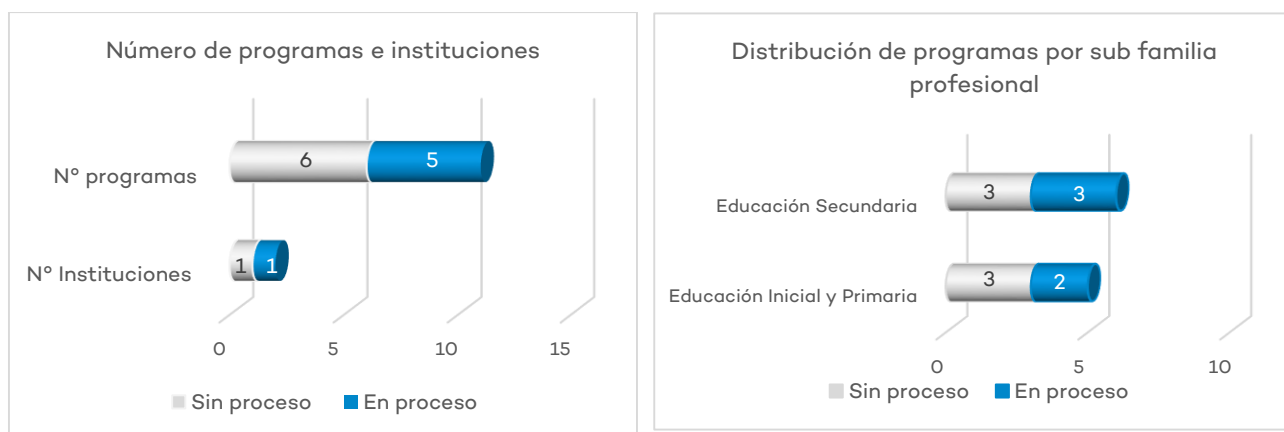 Número de programas e instituciones
N° programas
6
5
N° Instituciones
1
1
0
5
10
15
Sin proceso
En proceso
Distribución de programas por sub familia
profesional
Educación Secundaria
3
3
Educación Inicial y Primaria
3
2
0
5
10
Sin proceso
En proceso